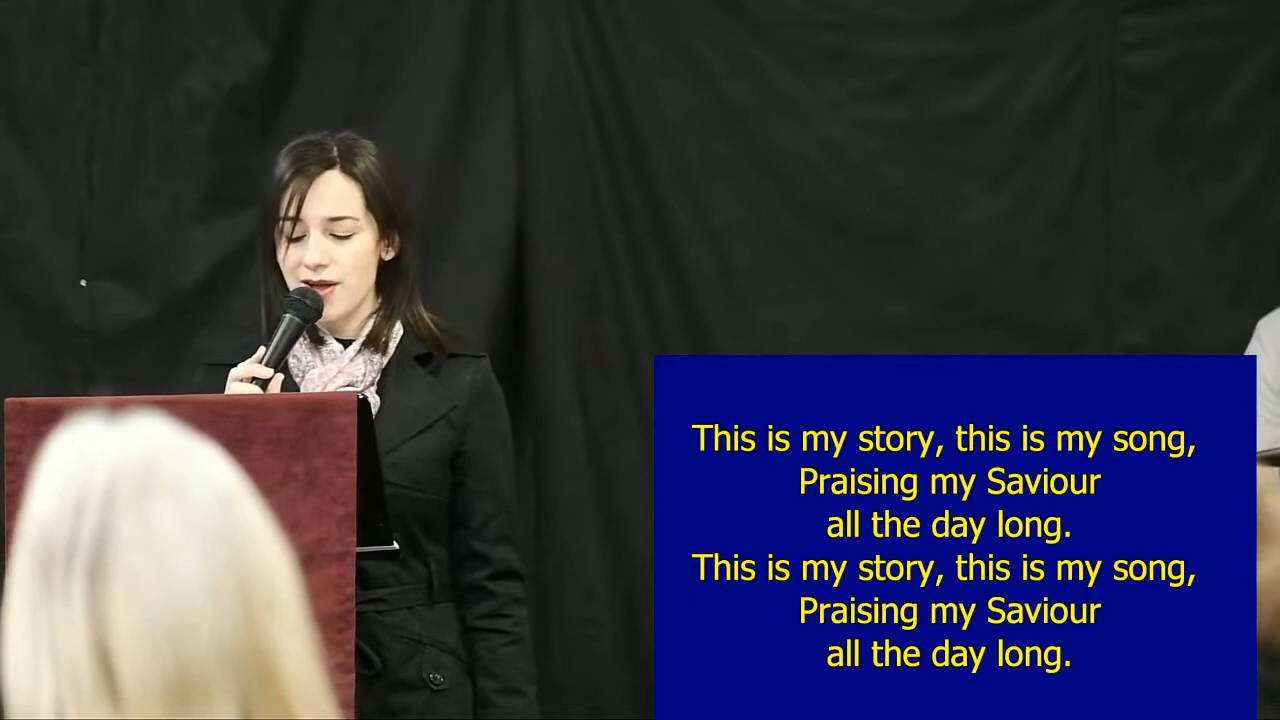 This is my story, this is my song,
Praising my Saviour
all the day long.
This is my story, this is my song,
Praising my Saviour
all the day long.